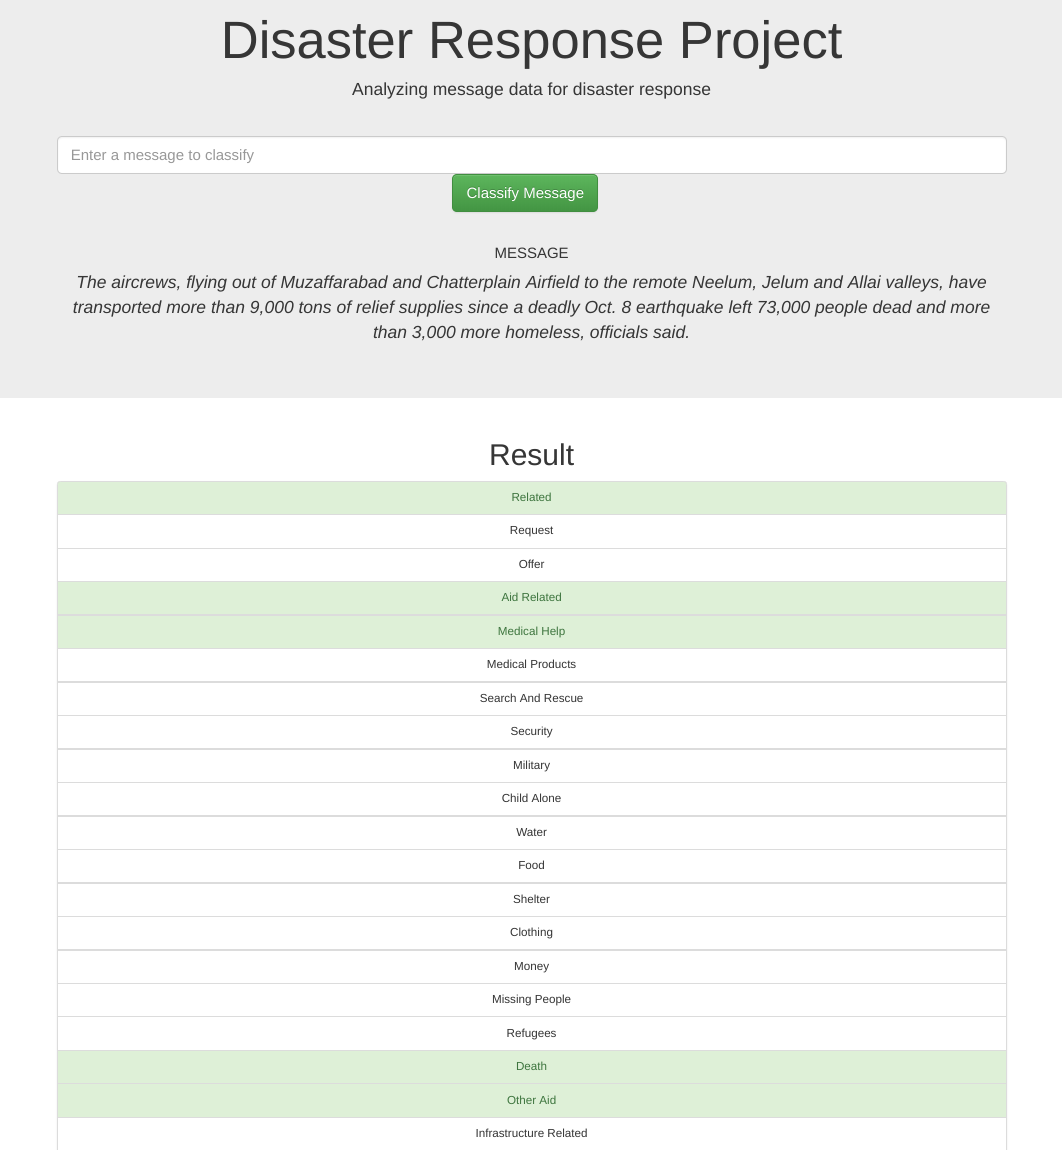 Disaster Response Project
Analyzing message data for disaster response
Enter a message to classify
Classify Message
MESSAGE
The aircrews, flying out of Muzaffarabad and Chatterplain Airfield to the remote Neelum, Jelum and Allai valleys, have
transported more than 9,000 tons of relief supplies since a deadly Oct. 8 earthquake left 73,000 people dead and more
than 3,000 more homeless, officials said.
Result
Related
Request
Offer
Aid Related
Medical Help
Medical Products
Search And Rescue
Security
Military
Child Alone
Water
Food
Shelter
Clothing
Money
Missing People
Refugees
Death
Other Aid
Infrastructure Related